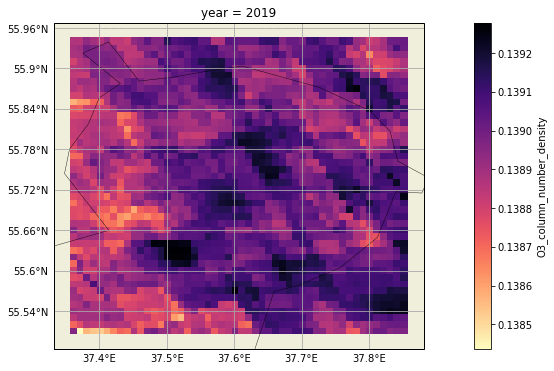 year = 2019
55.96°N
55.9°N
55.84°N
55.78°N
55.72°N
55.66°N
55.6°N
55.54°N
37.4°E
37.5°E
37.6°E
37.7°E
37.8°E
0.1392
0.1391
0.1390
0.1389
0.1388
0.1387
0.1386
0.1385
O3_column_number_density